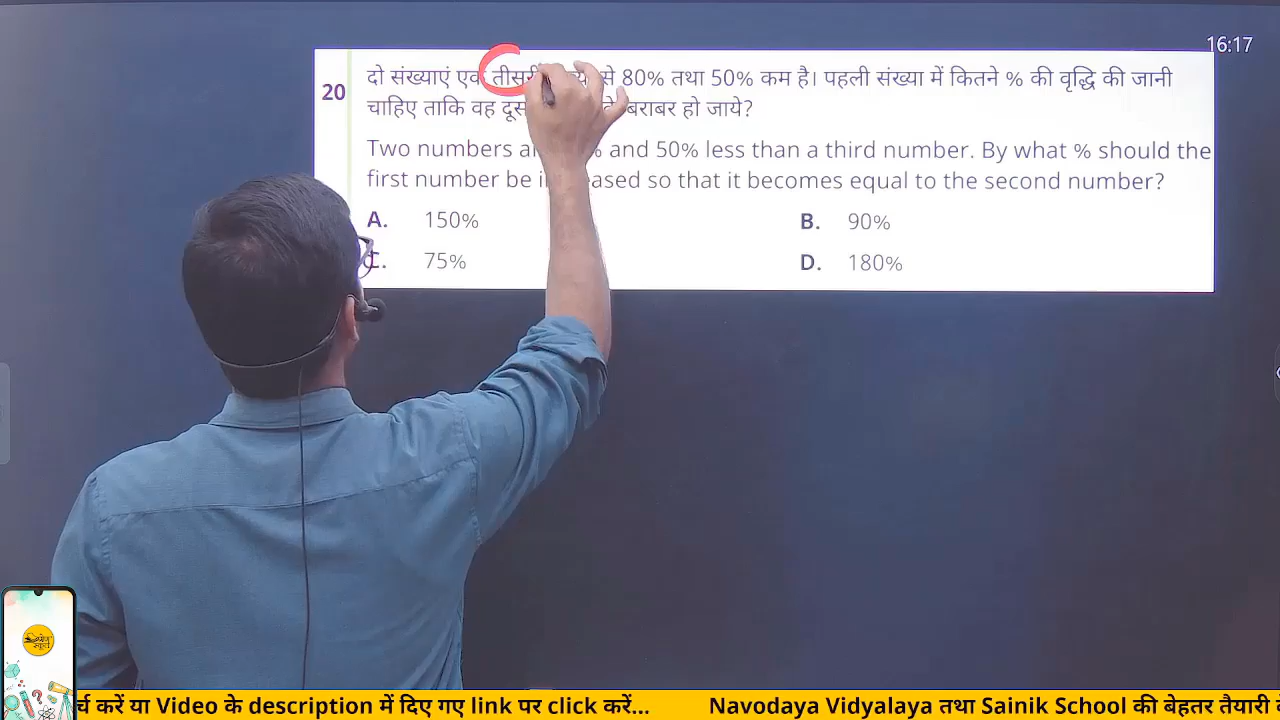 16:17
20
दो संख्याएं एक तीसरी से 80% तथा 50% कम है। पहली संख्या में कितने % की वृद्धि की जानी
चाहिए ताकि वह बराबर हो जाये?
Two numbers and 50% less than a third number. By what % should the
first number be so that it becomes equal to the second number?
A. 150%
B. 90%
C. 75%
D. 180%
करें या Video के description में दिए गए link पर click करें... Navodaya Vidyalaya तथा Sainik School की बेहतर तैयारी